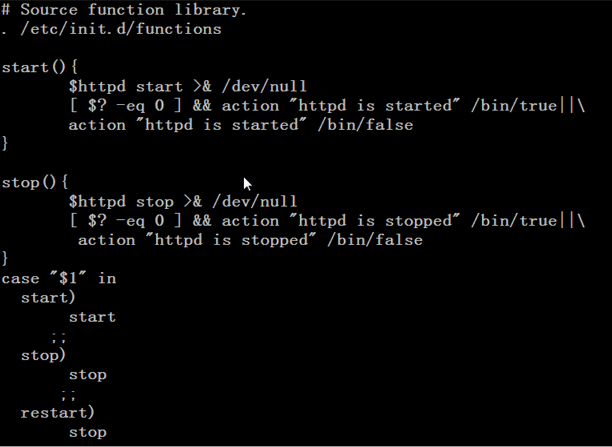 # Source function library.
. /etc/init.d/functions
start(){
$httpd start >& /dev/null
[ $? -eq 0 ] && action "httpd is started" /bin/true||\
action "httpd is started" /bin/false
}
stop(){
$httpd stop >& /dev/null
[ $? -eq 0 ] && action "httpd is stopped" /bin/true||\
action "httpd is stopped" /bin/false
}
case "$1" in
start)
start
;;
stop)
stop
;;
restart)
stop